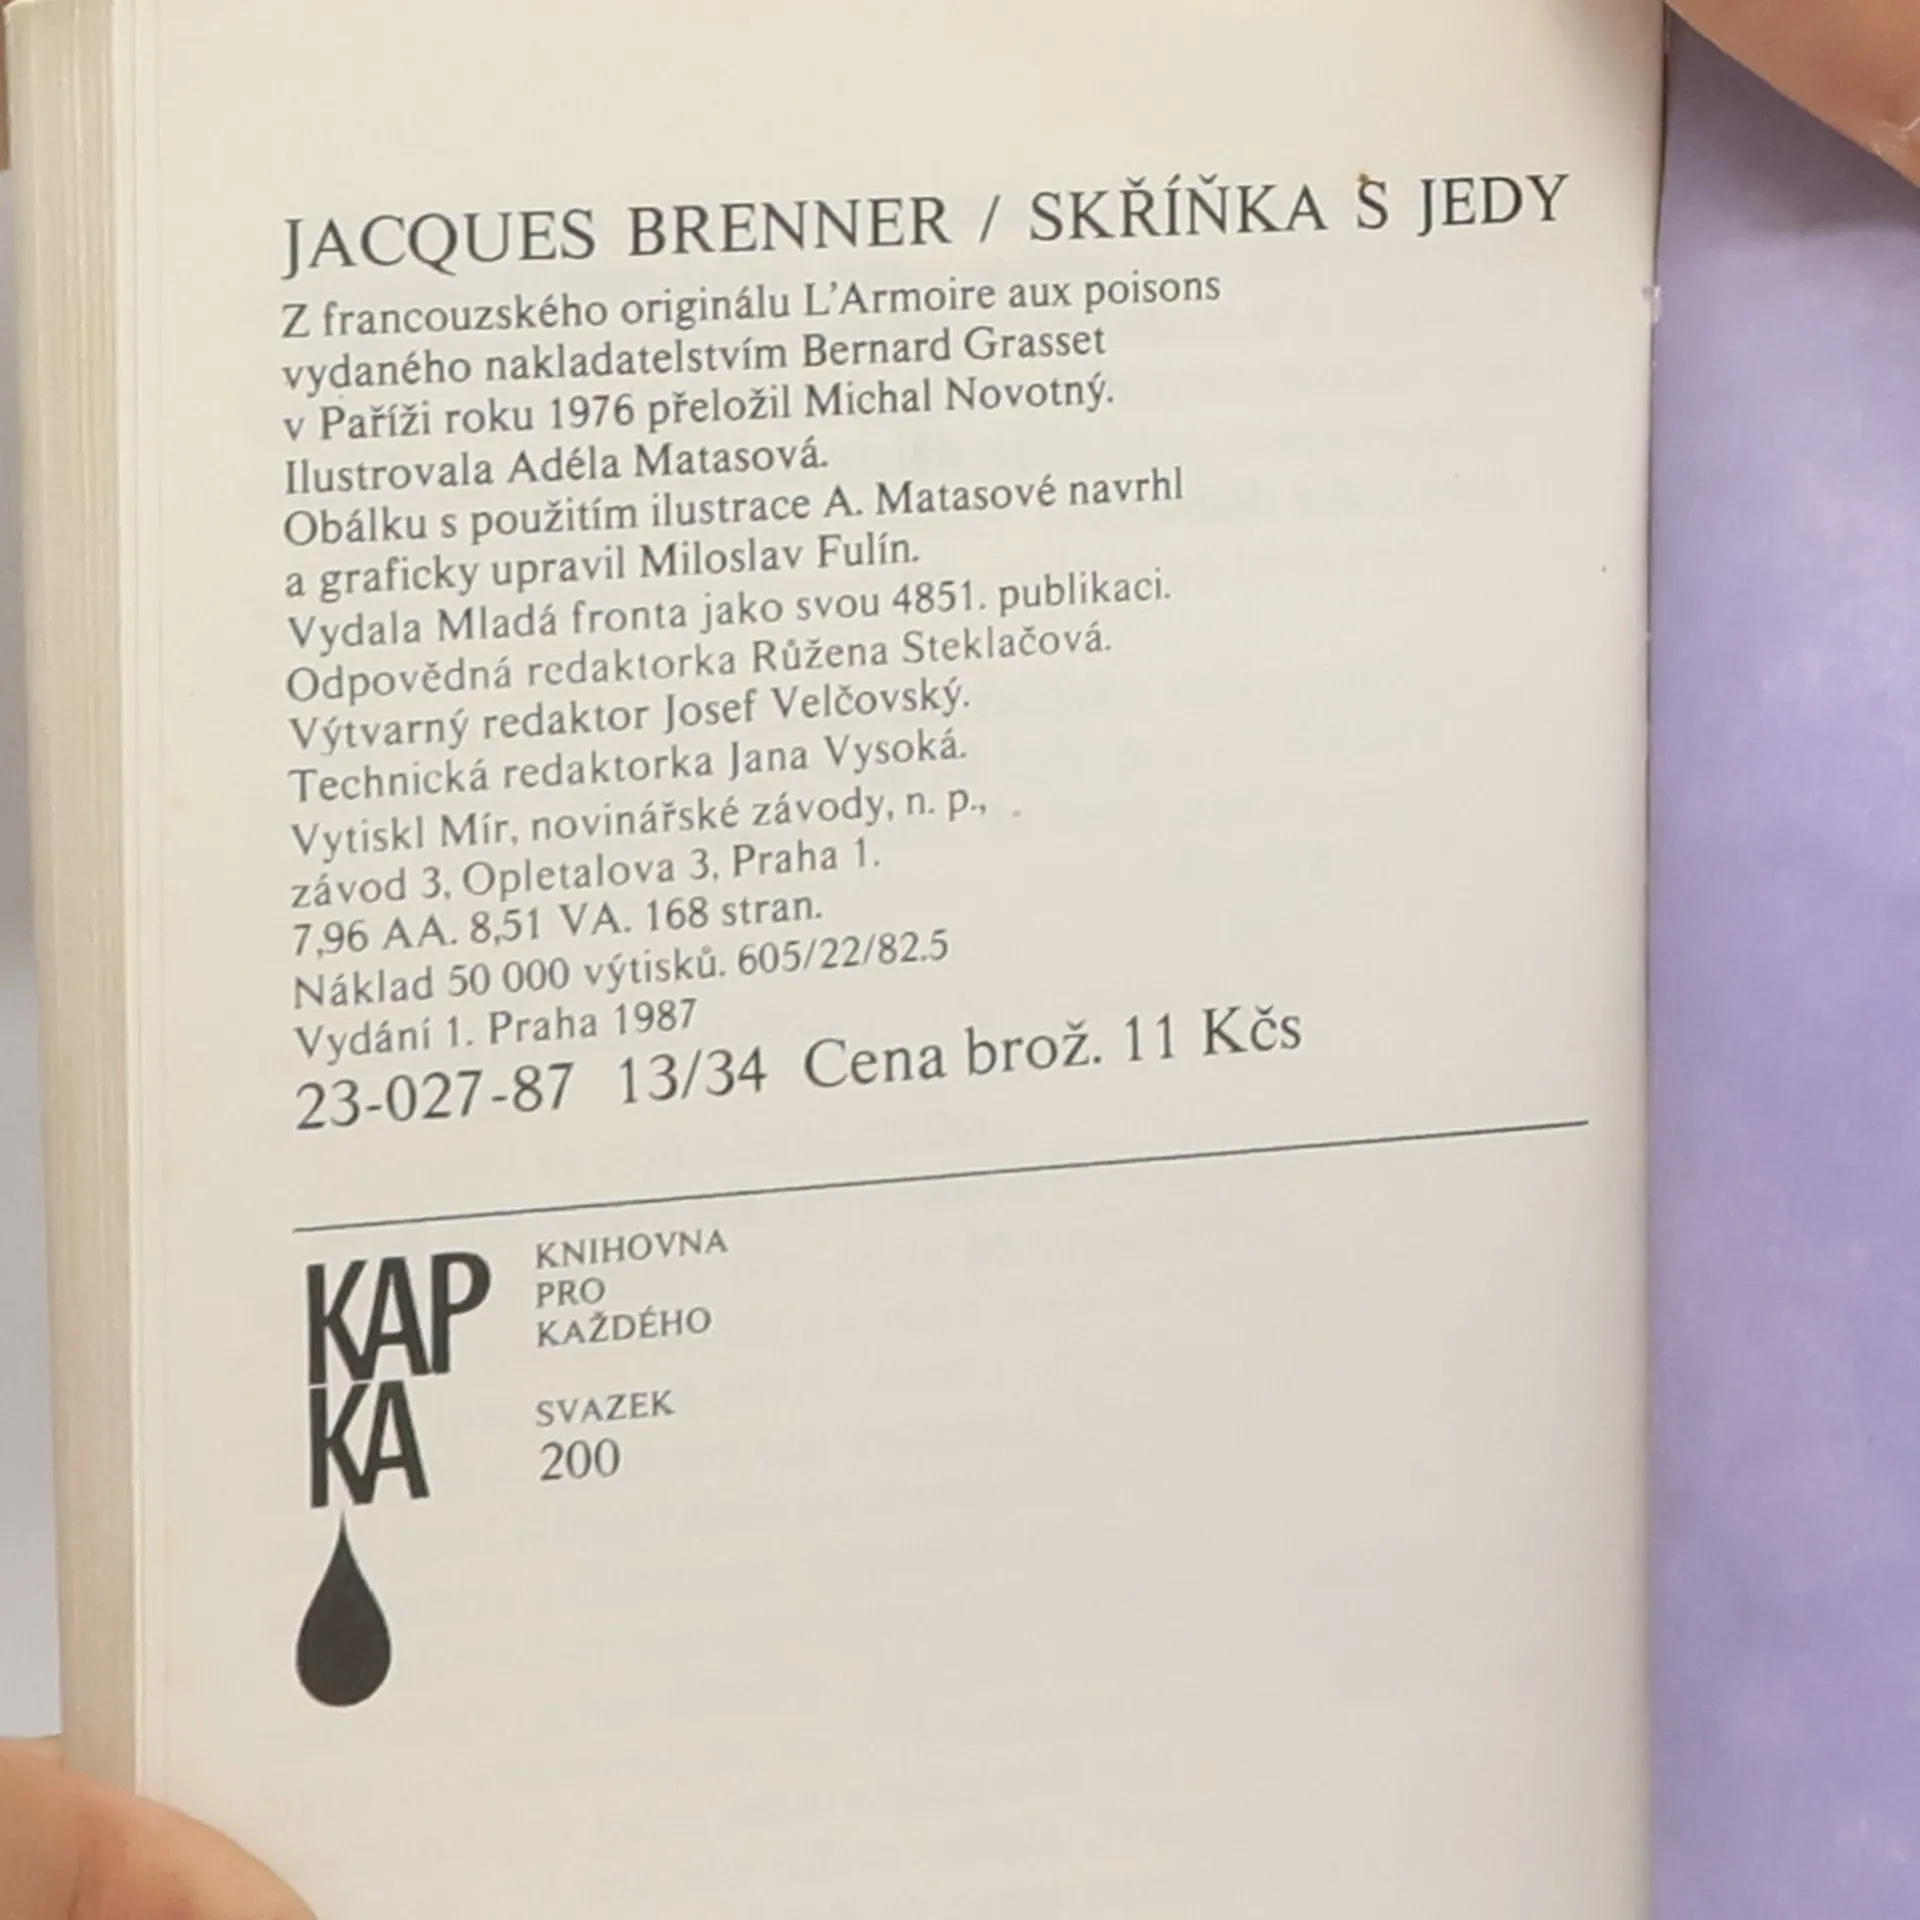 JACQUES BRENNER / SKŘÍŇKA S JEDY
Z francouzského originálu L’Armoire aux poisons
vydaného nakladatelstvím Bernard Grasset
v Paříži roku 1976 přeložil Michal Novotný.
Ilustrovala Adéla Matasová.
Obálku s použitím ilustrace A. Matasové navrhl
a graficky upravil Miloslav Fulín.
Vydala Mladá fronta jako svou 4851. publikaci.
Odpovědná redaktorka Růžena Steklačová.
Výtvarný redaktor Josef Velčovský.
Technická redaktorka Jana Vysoká.
Vytiskl Mír, novinářské závody, n. p.,
závod 3, Opletalova 3, Praha 1.
7,96 AA. 8,51 VA. 168 stran.
Náklad 50 000 výtisků. 605/22/82.5
Vydání 1. Praha 1987
23-027-87 13/34 Cena brož. 11 Kčs
KAP
KA
KNIHOVNA
PRO
KAŽDÉHO
SVAZEK
200